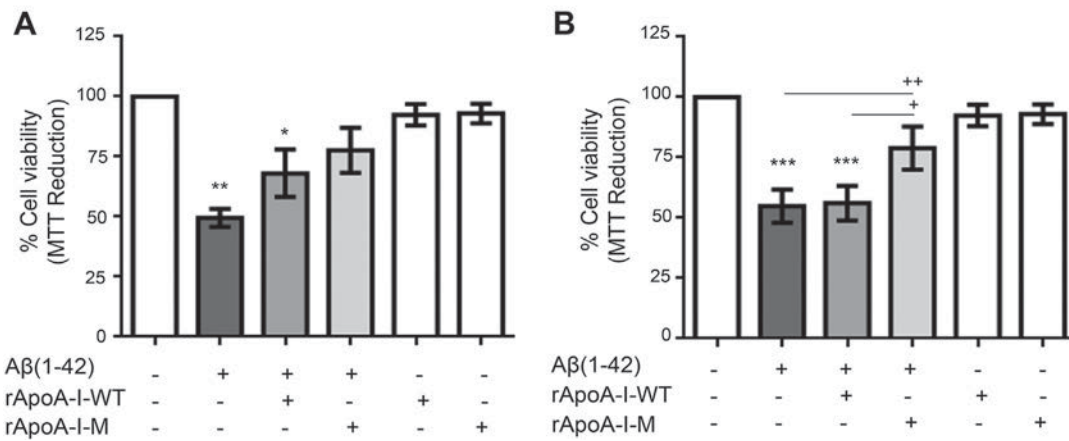 A
% Cell viability
(MTT Reduction)
125
100
75
50
25
0
**
*
Aβ(1-42) - + + + - -
rApoA-I-WT - - + - + -
rApoA-I-M - - - + - +
B
% Cell viability
(MTT Reduction)
125
100
75
50
25
0
++
+
***
***
Aβ(1-42) - + + + - -
rApoA-I-WT - - + - + -
rApoA-I-M - - - + - +